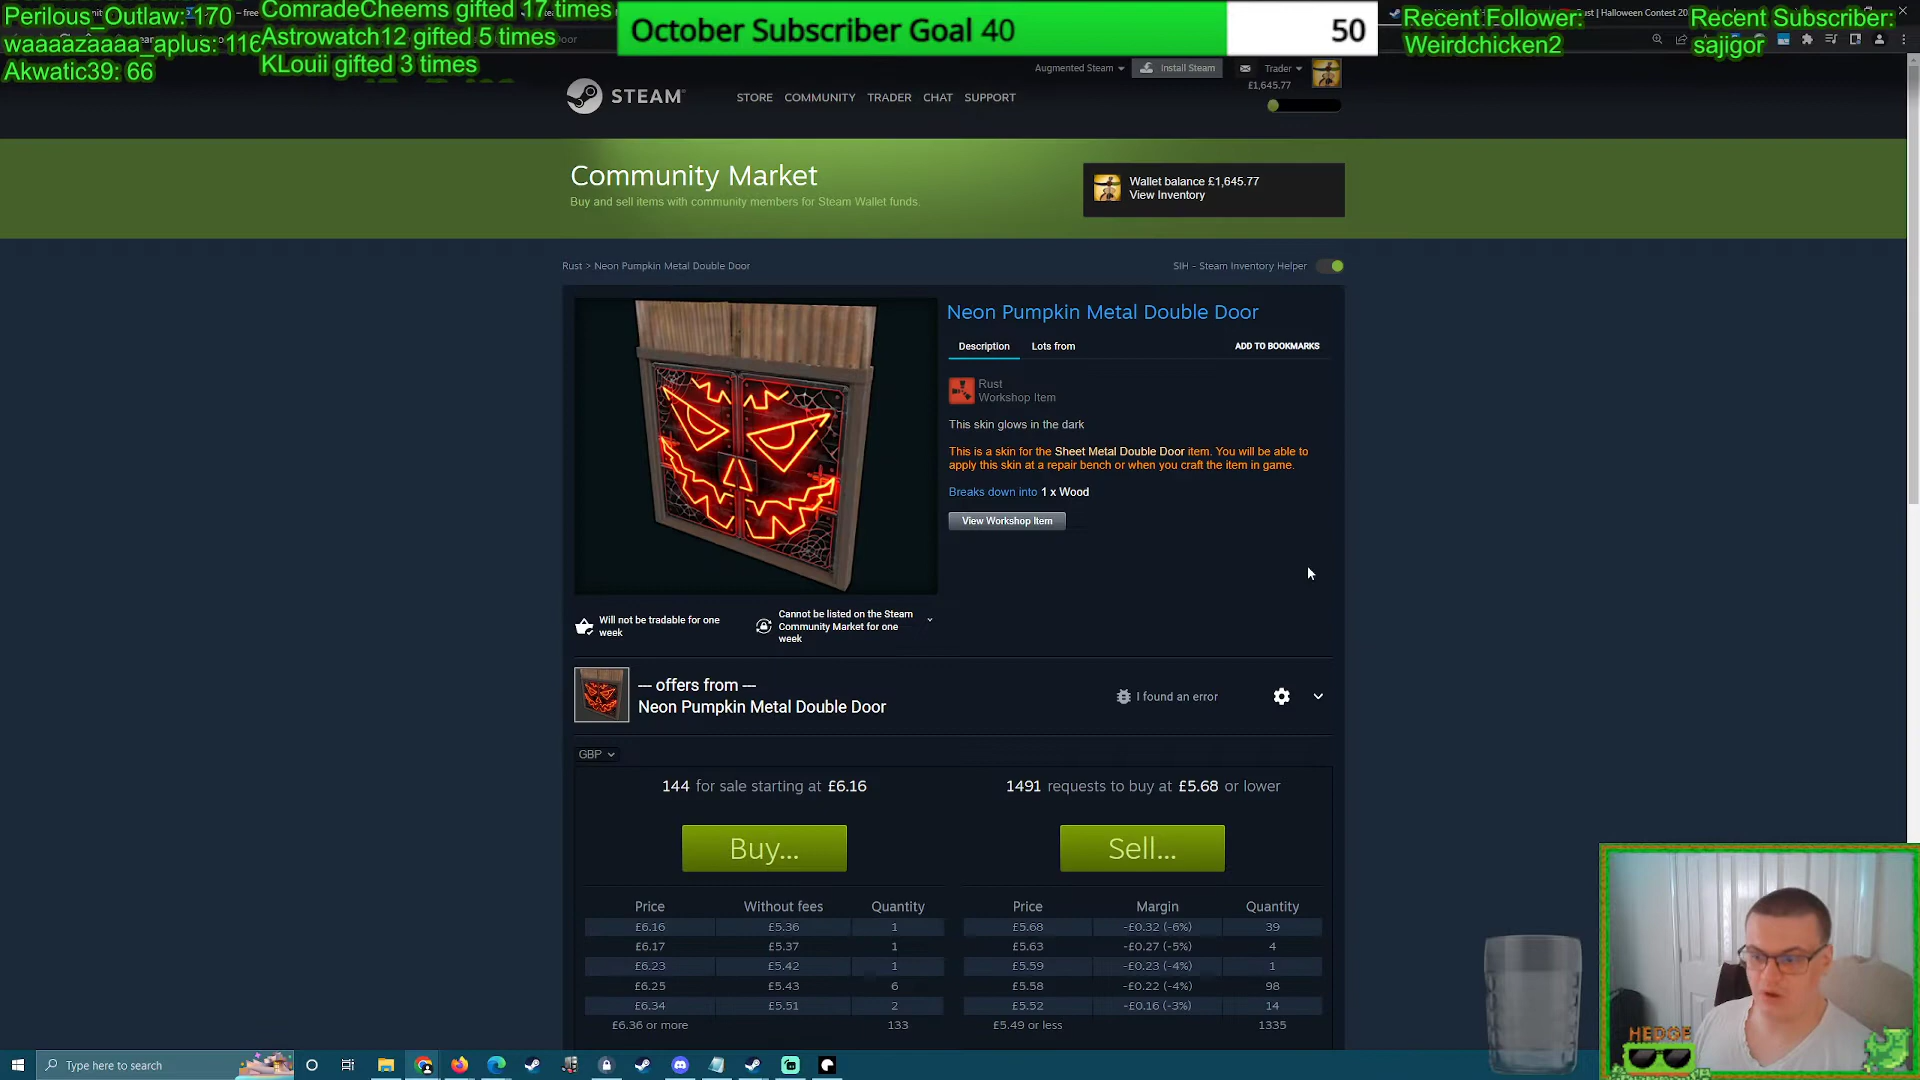 Perilous_Outlaw: 170
waaaazaaaa_aplus: 116
Akwatic39: 66
ComradeCheems gifted 17 times
Astrowatch12 gifted 5 times
KLouii gifted 3 times
October Subscriber Goal 40
50
Recent Follower:
Weirdchicken2
Recent Subscriber:
sajigor
Rust | Halloween Contest 20
Augmented Steam
Install Steam
Trader
£1,645.77
STEAM
STORE
COMMUNITY
TRADER
CHAT
SUPPORT
Community Market
Buy and sell items with community members for Steam Wallet funds.
Wallet balance £1,645.77
View Inventory
Rust > Neon Pumpkin Metal Double Door
SIH - Steam Inventory Helper
Neon Pumpkin Metal Double Door
Description
Lots from
ADD TO BOOKMARKS
Rust
Workshop Item
This skin glows in the dark
This is a skin for the Sheet Metal Double Door item. You will be able to
apply this skin at a repair bench or when you craft the item in game.
Breaks down into 1 x Wood
View Workshop Item
Will not be tradable for one
week
Cannot be listed on the Steam
Community Market for one
week
--- offers from ---
Neon Pumpkin Metal Double Door
I found an error
GBP
144 for sale starting at £6.16
1491 requests to buy at £5.68 or lower
Buy...
Sell...
Price Without fees Quantity
£6.16 £5.36 1
£6.17 £5.37 1
£6.23 £5.42 1
£6.25 £5.43 6
£6.34 £5.51 2
£6.36 or more 133
Price Margin Quantity
£5.68 -£0.32 (-6%) 39
£5.63 -£0.27 (-5%) 4
£5.59 -£0.23 (-4%) 1
£5.58 -£0.22 (-4%) 98
£5.52 -£0.16 (-3%) 14
£5.49 or less 1335
HEDGE
Type here to search